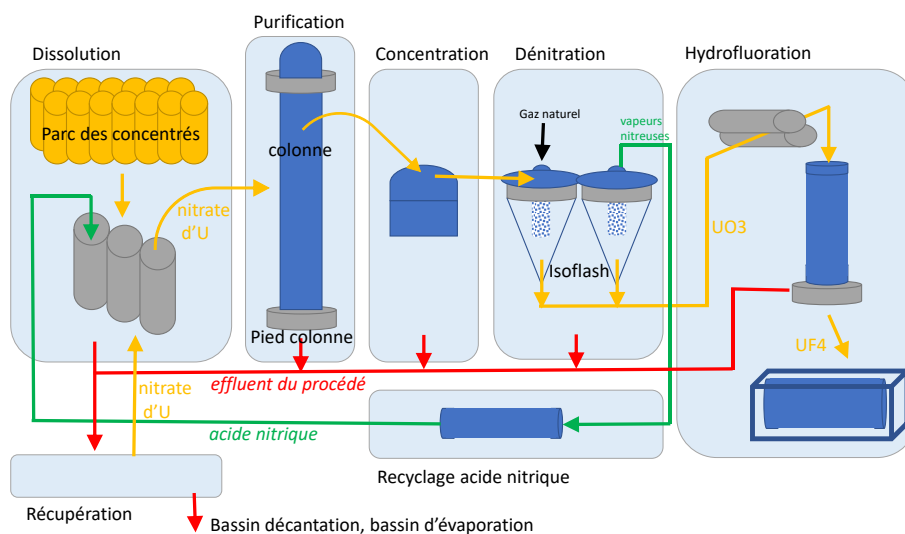 Purification
Dissolution
Concentration
Dénitration
Hydrofluoration
Parc des concentrés
colonne
Gaz naturel
vapeurs
nitreuses
nitrate
d'U
UO3
Isoflash
Pied colonne
UF4
effluent du procédé
nitrate
d'U
acide nitrique
Recyclage acide nitrique
Récupération
Bassin décantation, bassin d'évaporation